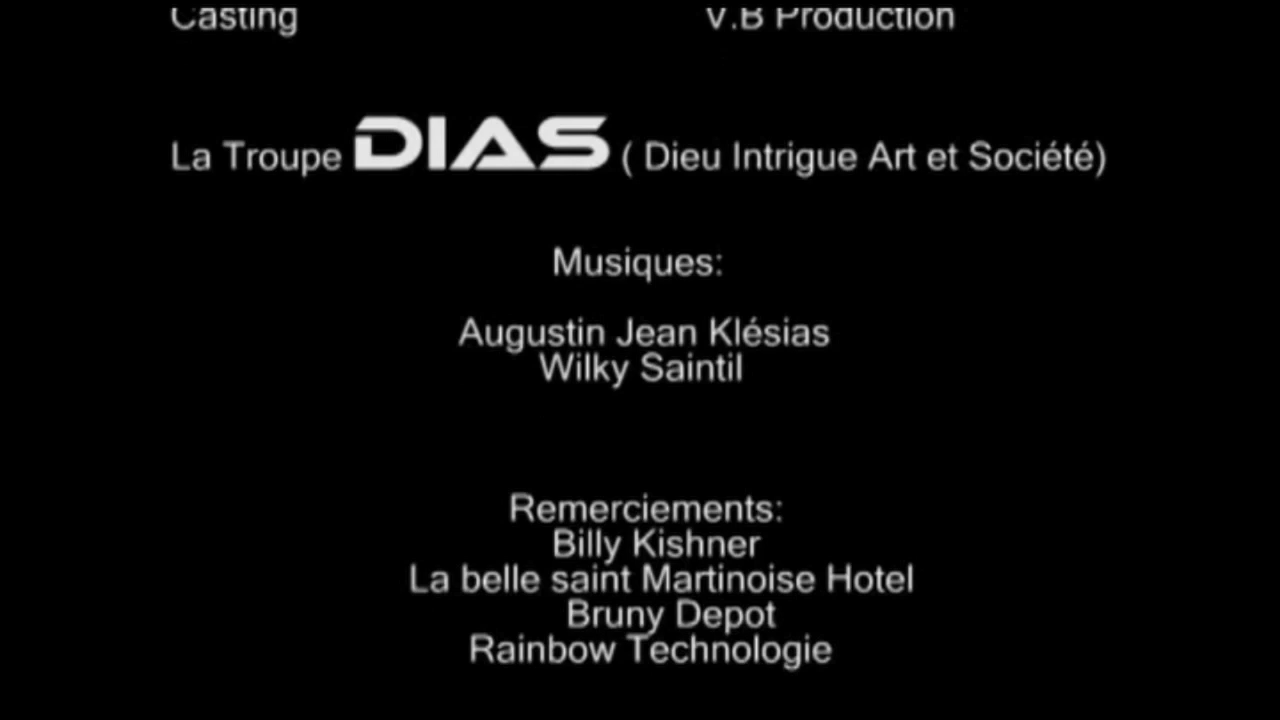 Casting V.B Production
La Troupe DIAS ( Dieu Intrigue Art et Société)
Musiques:
Augustin Jean Klésias
Wilky Saintil
Remerciements:
Billy Kishner
La belle saint Martinoise Hotel
Bruny Depot
Rainbow Technologie